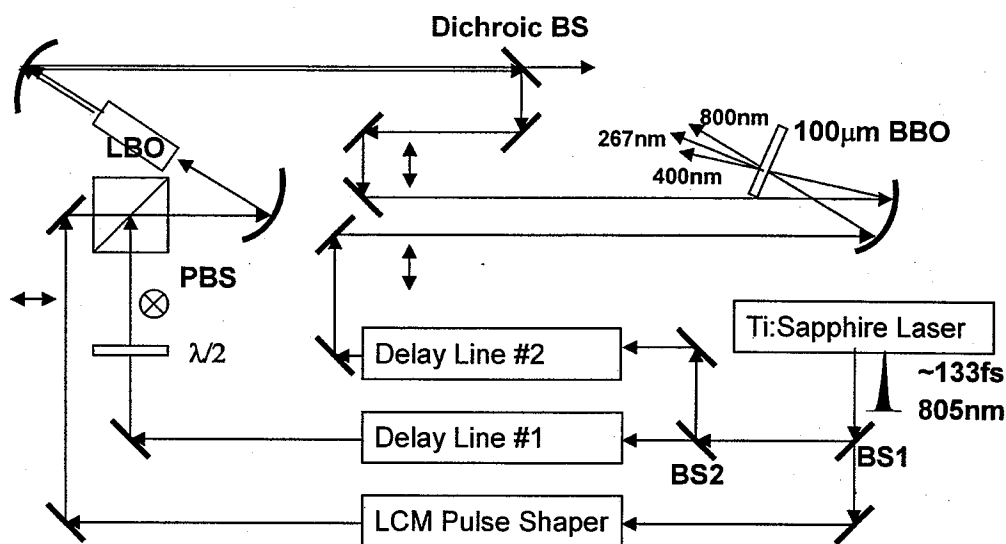 Dichroic BS
800nm
267nm
400nm
100μm BBO
LBO
PBS
λ/2
Ti:Sapphire Laser
~133fs
805nm
Delay Line #2
Delay Line #1
BS2
BS1
LCM Pulse Shaper